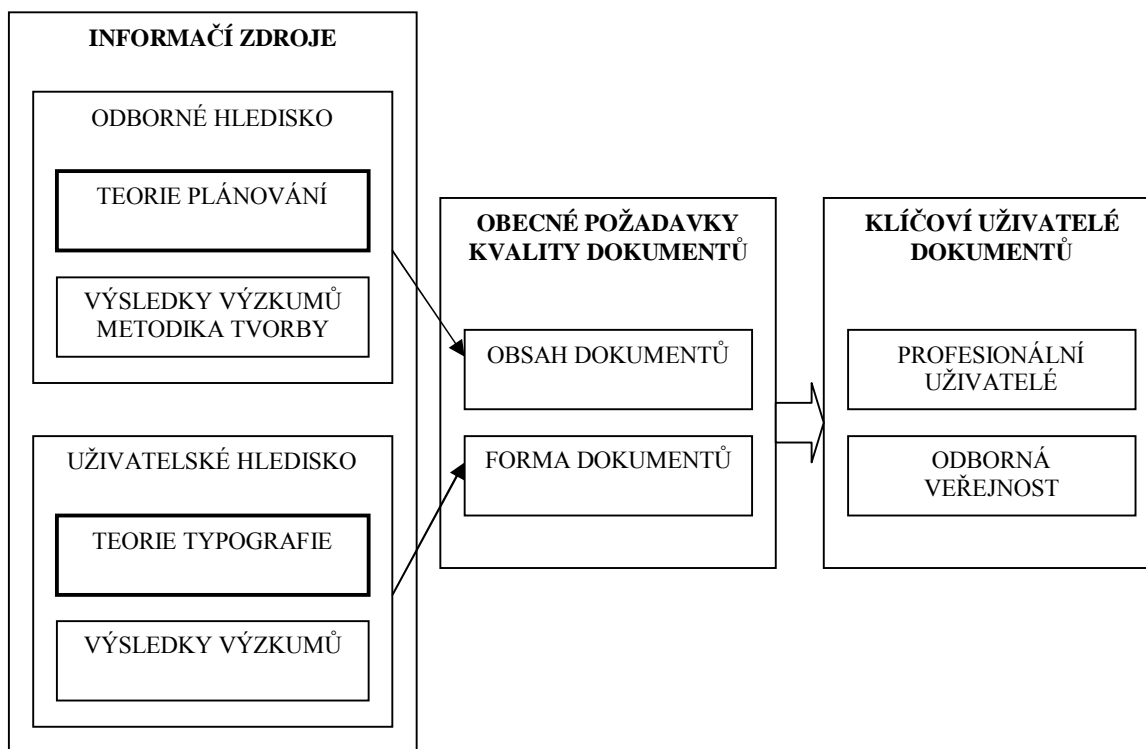 INFORMAČÍ ZDROJE
ODBORNÉ HLEDISKO
TEORIE PLÁNOVÁNÍ
VÝSLEDKY VÝZKUMŮ
METODIKA TVORBY
UŽIVATELSKÉ HLEDISKO
TEORIE TYPOGRAFIE
VÝSLEDKY VÝZKUMŮ
OBECNÉ POŽADAVKY
KVALITY DOKUMENTŮ
OBSAH DOKUMENTŮ
FORMA DOKUMENTŮ
KLÍČOVÍ UŽIVATELÉ
DOKUMENTŮ
PROFESIONÁLNÍ
UŽIVATELÉ
ODBORNÁ
VEŘEJNOST